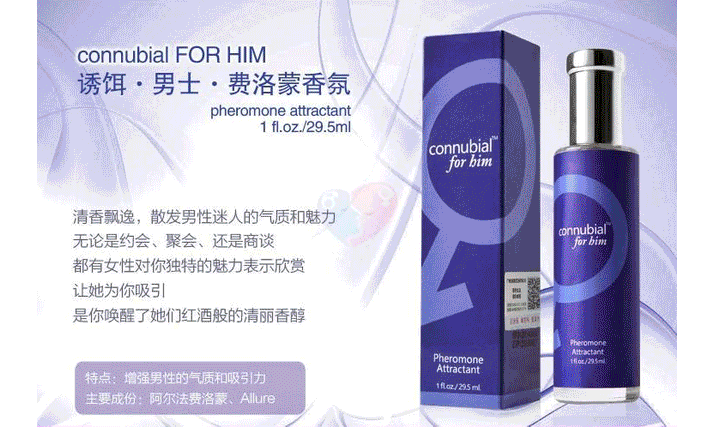 connubial FOR HIM
诱饵·男士·费洛蒙香氛
pheromone attractant
1 fl.oz./29.5ml
清香飘逸，散发男性迷人的气质和魅力
无论是约会、聚会、还是商谈
都有女性对你独特的魅力表示欣赏
让她为你吸引
是你唤醒了她们红酒般的清丽香醇
特点：增强男性的气质和吸引力
主要成份：阿尔法费洛蒙、Allure
connubial™
for him
Pheromone
Attractant
1 fl.oz./29.5 ml.
connubial™
for him
Pheromone
Attractant
1 fl.oz./29.5ml